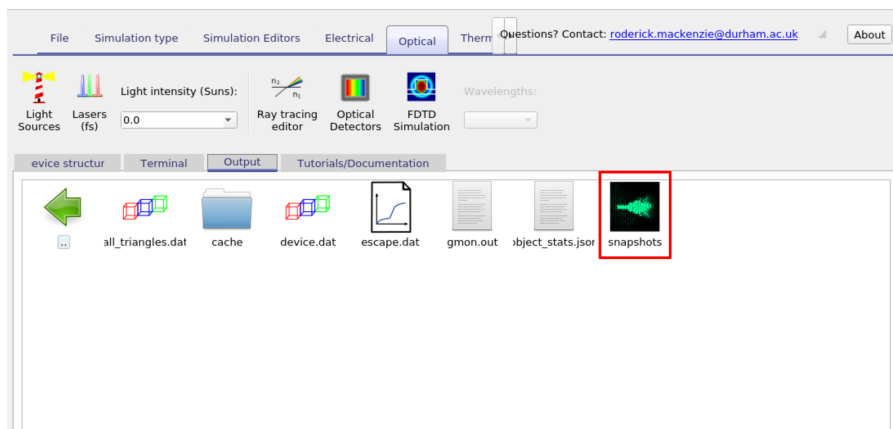 File Simulation type Simulation Editors Electrical Optical Therm Questions? Contact: roderick.mackenzie@durham.ac.uk About
Light intensity (Suns): n₂ n₁ Wavelengths:
Light Sources Lasers (fs) 0.0 Ray tracing editor Optical Detectors FDTD Simulation
evice structur Terminal Output Tutorials/Documentation
.. all_triangles.dat cache device.dat escape.dat gmon.out object_stats.json snapshots